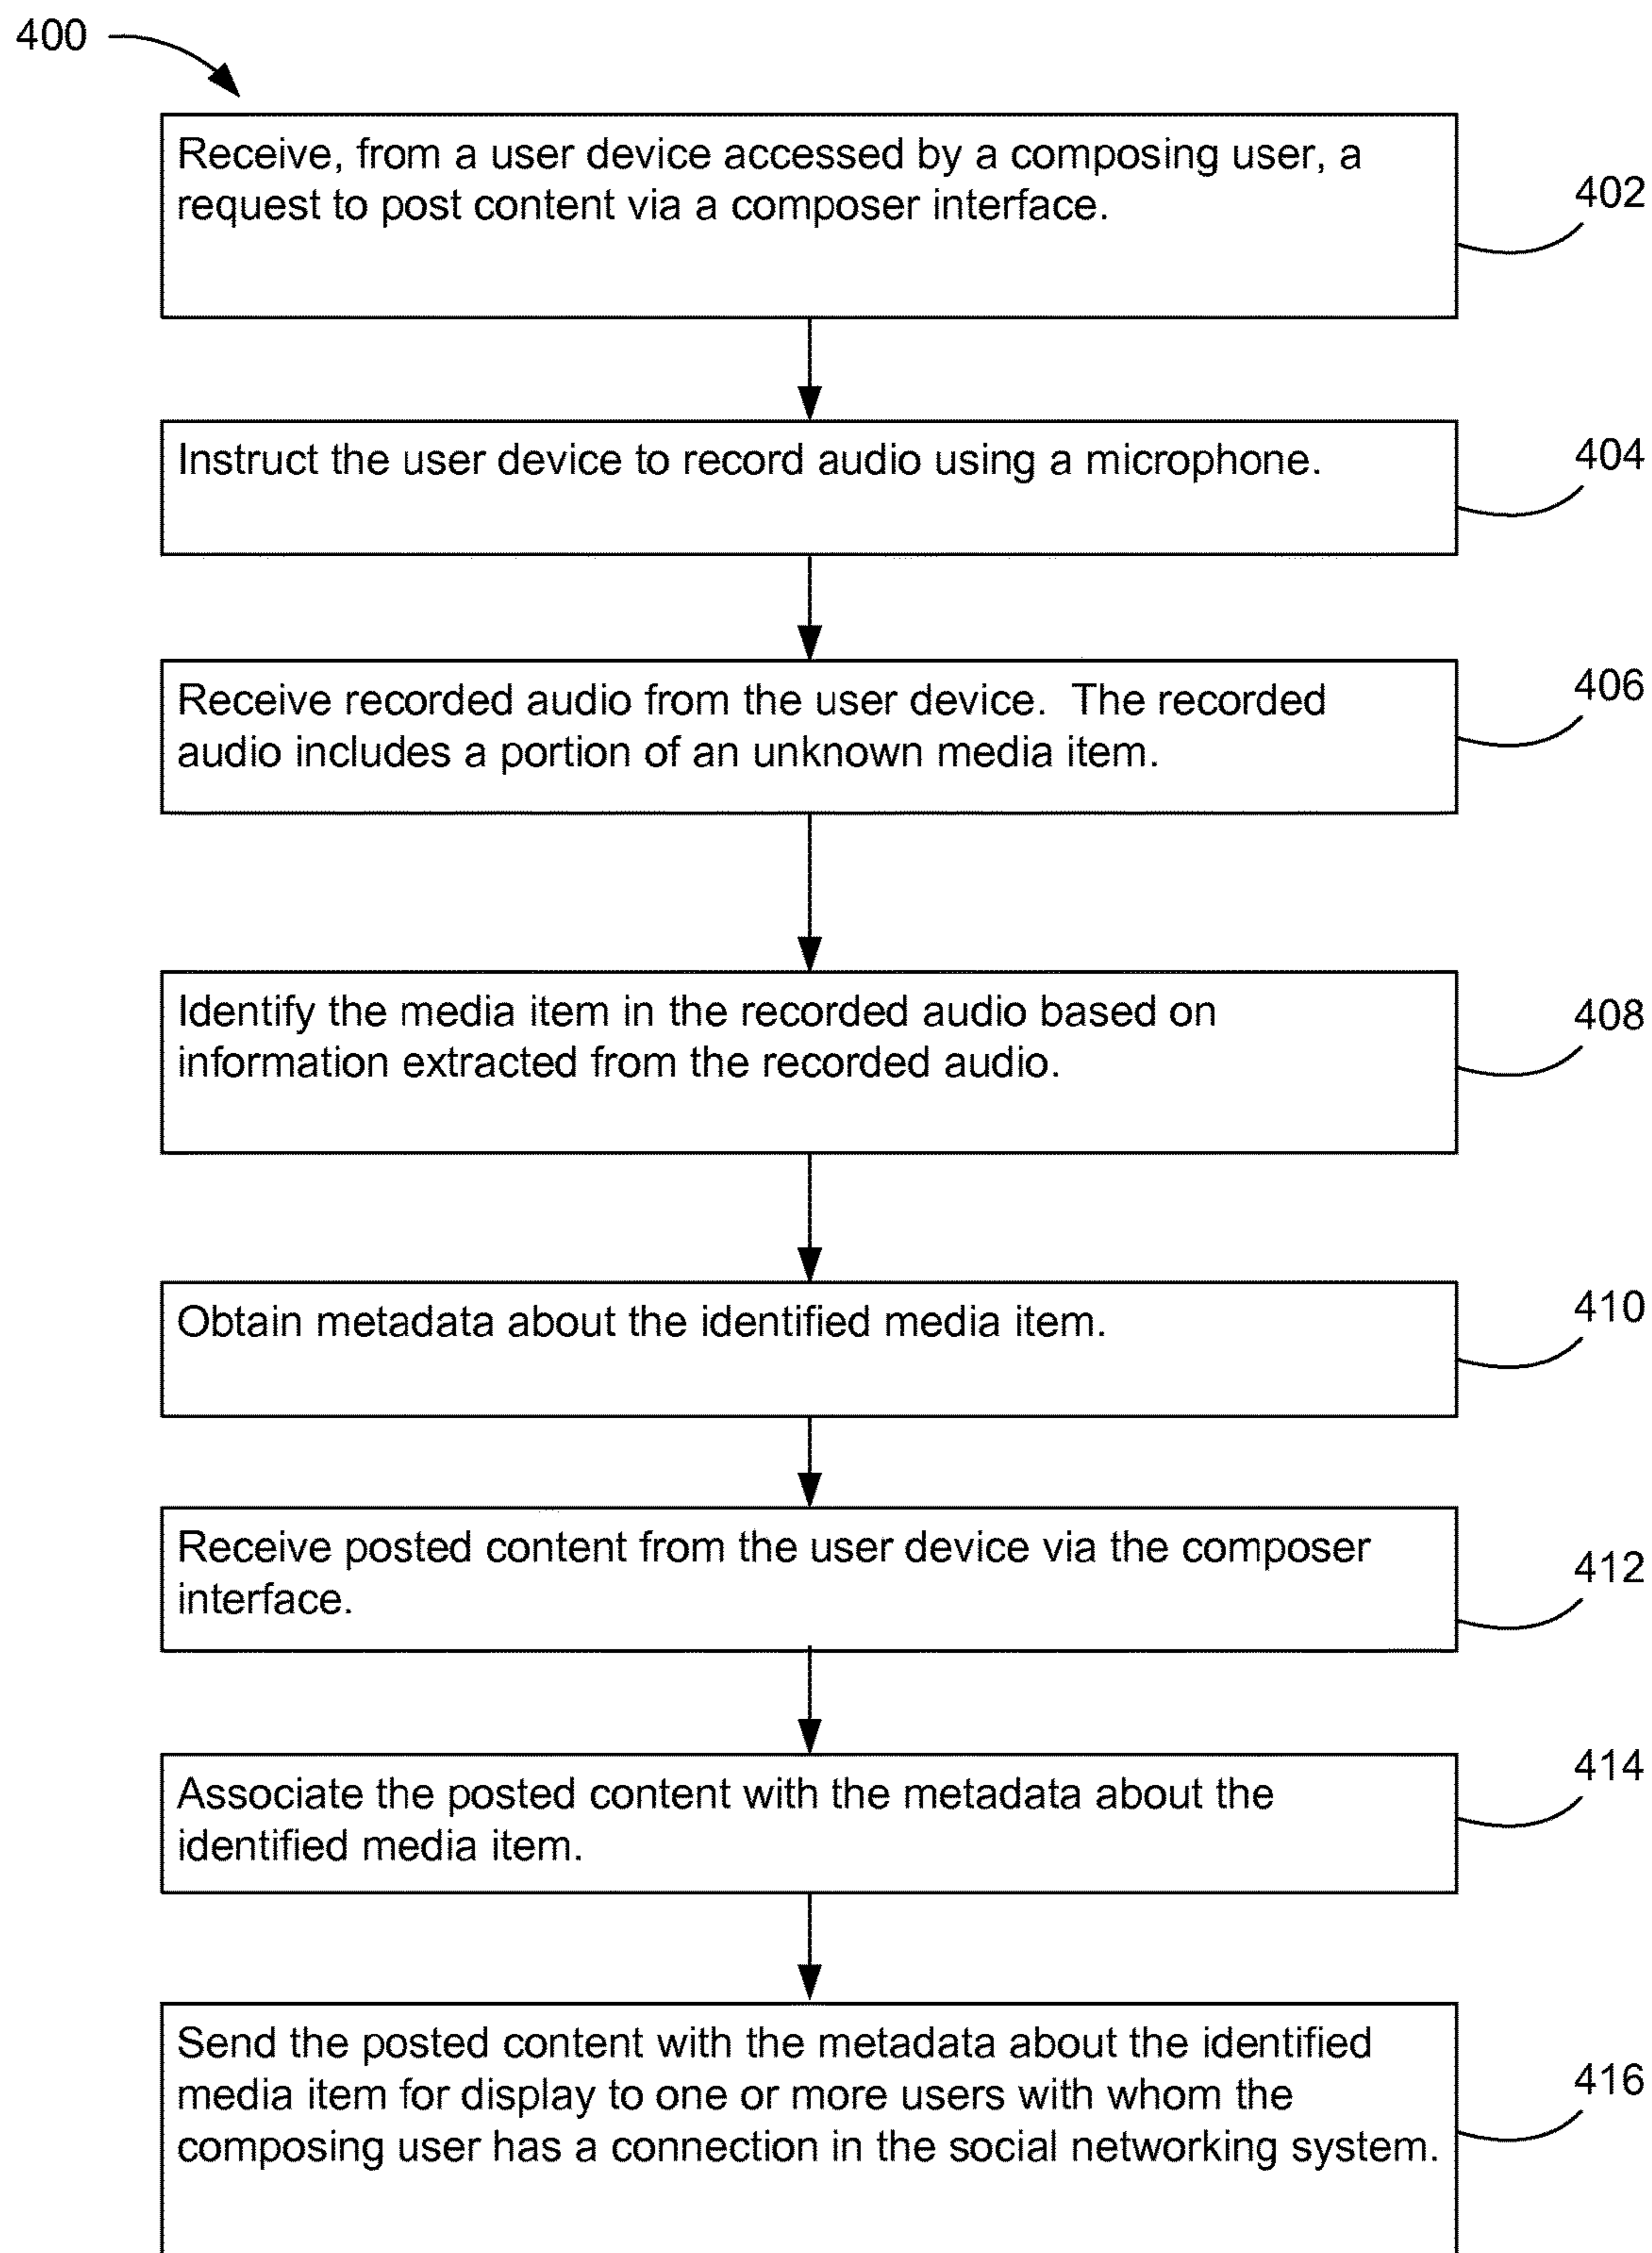 400
Receive, from a user device accessed by a composing user, a
request to post content via a composer interface.
402
Instruct the user device to record audio using a microphone.
404
Receive recorded audio from the user device.  The recorded
audio includes a portion of an unknown media item.
406
Identify the media item in the recorded audio based on
information extracted from the recorded audio.
408
Obtain metadata about the identified media item.
410
Receive posted content from the user device via the composer
interface.
412
Associate the posted content with the metadata about the
identified media item.
414
Send the posted content with the metadata about the identified
media item for display to one or more users with whom the
composing user has a connection in the social networking system.
416